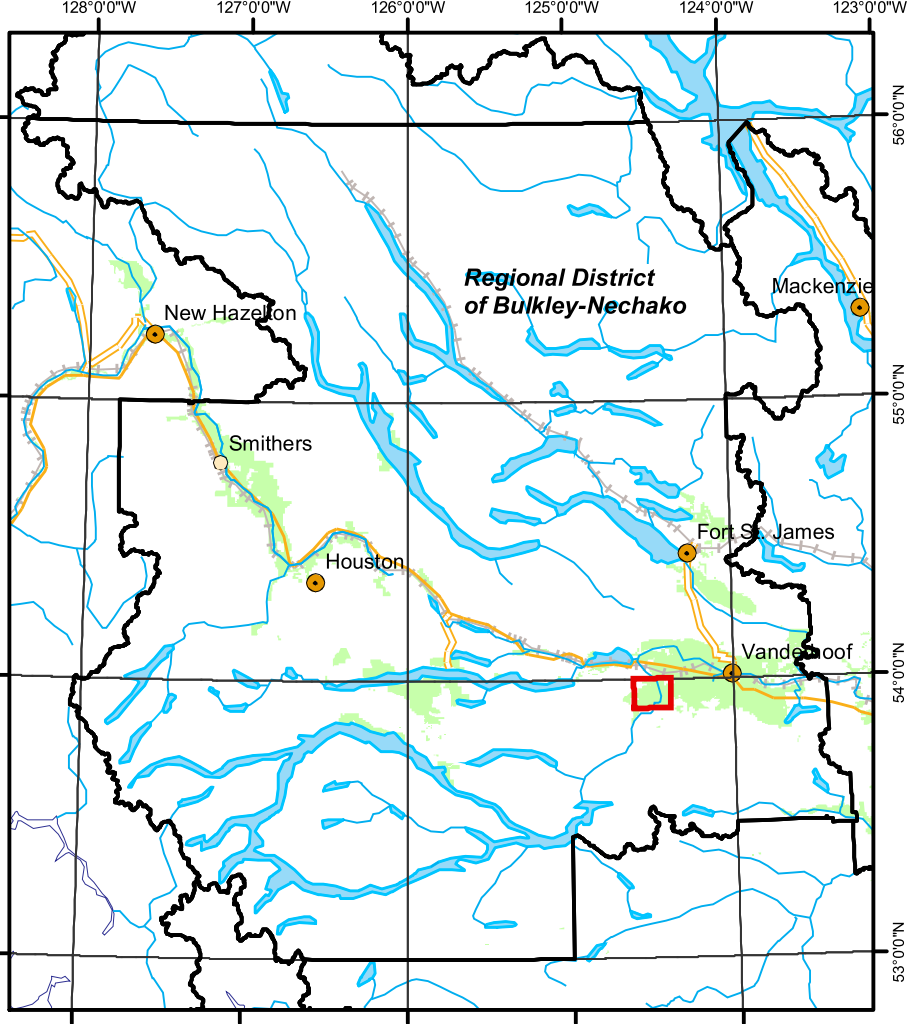 128°0'0"W 127°0'0"W 126°0'0"W 125°0'0"W 124°0'0"W 123°0'0"W
56°0'0"N
Regional District
of Bulkley-Nechako
Mackenzie
New Hazelton
55°0'0"N
Smithers
Fort St. James
Houston
Vanderhoof
54°0'0"N
53°0'0"N